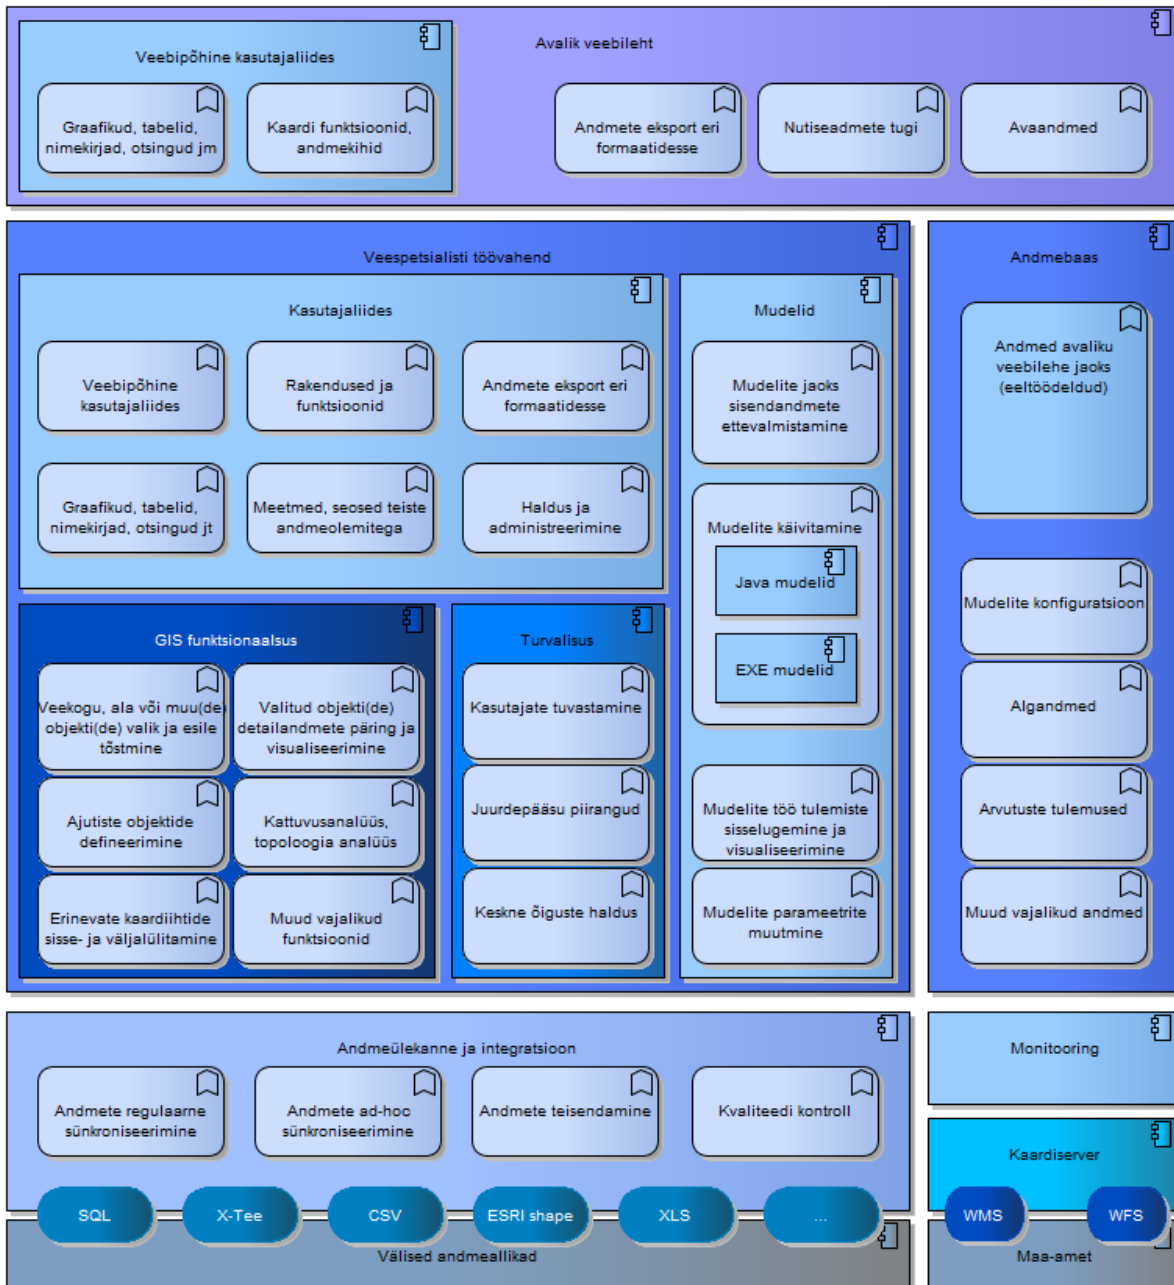 Avalik veebileht
Veebipõhine kasutajaliides
Graafikud, tabelid,
nimekirjad, otsingud jm
Kaardi funktsioonid,
andmekihid
Andmete eksport eri
formaatidesse
Nutiseadmete tugi
Avaandmed
Veespetsialisti töövahend
Kasutajaliides
Veebipõhine
kasutajaliides
Rakendused ja
funktsioonid
Andmete eksport eri
formaatidesse
Graafikud, tabelid,
nimekirjad, otsingud jt
Meetmed, seosed teiste
andmeolemitega
Haldus ja
administreerimine
Mudelid
Mudelite jaoks
sisendandmete
ettevalmistamine
Mudelite käivitamine
Java mudelid
EXE mudelid
Mudelite töö tulemiste
sisselugemine ja
visualiseerimine
Mudelite parameetrite
muutmine
GIS funktsionaalsus
Veekogu, ala või muu(de)
objekti(de) valik ja esile
tõstmine
Valitud objekti(de)
detailandmete päring ja
visualiseerimine
Ajutiste objektide
defineerimine
Kattuvusanalüüs,
topoloogia analüüs
Erinevate kaardiihtide
sisse- ja väljalülitamine
Muud vajalikud
funktsioonid
Turvalisus
Kasutajate tuvastamine
Juurdepääsu piirangud
Keskne õiguste haldus
Andmebaas
Andmed avaliku
veebilehe jaoks
(eeltöödeldud)
Mudelite konfiguratsioon
Algandmed
Arvutuste tulemused
Muud vajalikud andmed
Andmeülekanne ja integratsioon
Andmete regulaarne
sünkroniseerimine
Andmete ad-hoc
sünkroniseerimine
Andmete teisendamine
Kvaliteedi kontroll
SQL
X-Tee
CSV
ESRI shape
XLS
...
Välised andmeallikad
Monitooring
Kaardiserver
WMS
WFS
Maa-amet